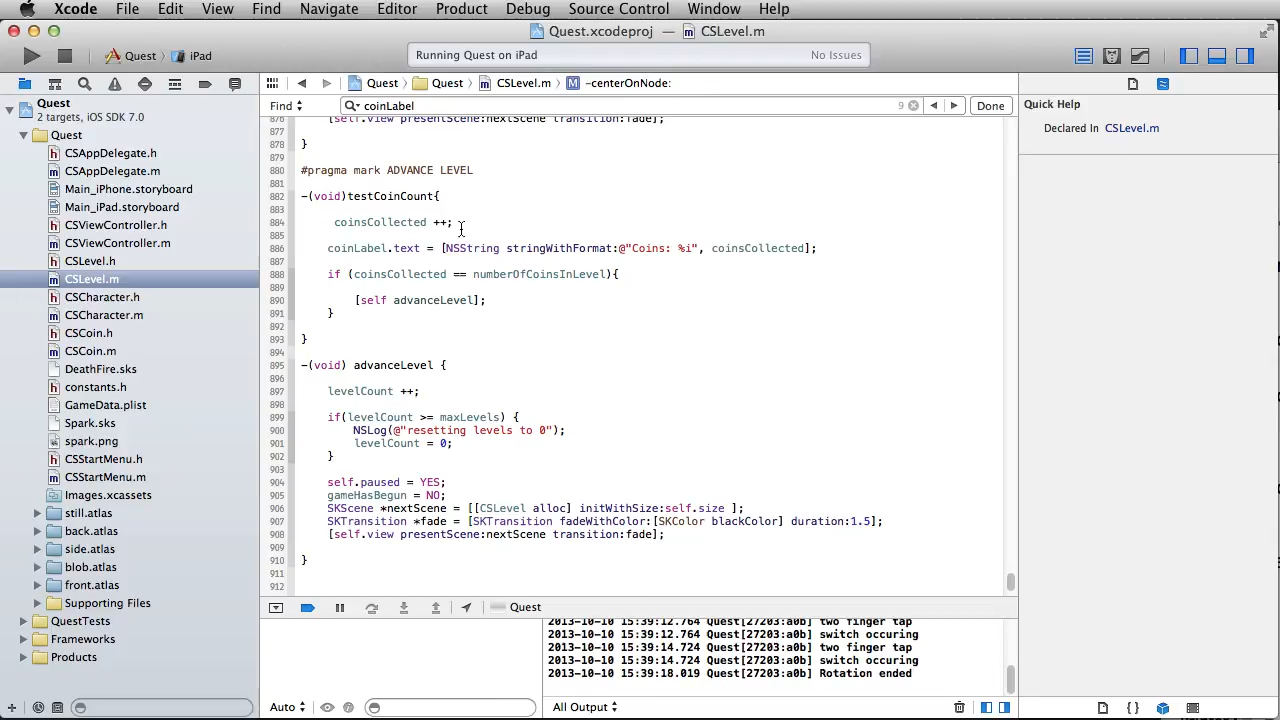 Xcode File Edit View Find Navigate Editor Product Debug Source Control Window Help
Quest.xcodeproj — CSLevel.m
Quest iPad
Running Quest on iPad No Issues
Quest Quest CSLevel.m M -centerOnNode:
Find coinLabel 9 Done
Quest
2 targets, iOS SDK 7.0
Quest
h CSAppDelegate.h
m CSAppDelegate.m
Main_iPhone.storyboard
Main_iPad.storyboard
h CSViewController.h
m CSViewController.m
h CSLevel.h
m CSLevel.m
h CSCharacter.h
m CSCharacter.m
h CSCoin.h
m CSCoin.m
DeathFire.sks
h constants.h
GameData.plist
Spark.sks
spark.png
h CSStartMenu.h
m CSStartMenu.m
Images.xcassets
still.atlas
back.atlas
side.atlas
blob.atlas
front.atlas
Supporting Files
QuestTests
Frameworks
Products
876 [self.view presentScene:nextScene transition:fade];
877
878 }
879
880 #pragma mark ADVANCE LEVEL
881
882 -(void)testCoinCount{
883
884 coinsCollected ++;
885
886 coinLabel.text = [NSString stringWithFormat:@"Coins: %i", coinsCollected];
887
888 if (coinsCollected == numberOfCoinsInLevel){
889
890 [self advanceLevel];
891 }
892
893 }
894
895 -(void) advanceLevel {
896
897 levelCount ++;
898
899 if(levelCount >= maxLevels) {
900 NSLog(@"resetting levels to 0");
901 levelCount = 0;
902 }
903
904 self.paused = YES;
905 gameHasBegun = NO;
906 SKScene *nextScene = [[CSLevel alloc] initWithSize:self.size ];
907 SKTransition *fade = [SKTransition fadeWithColor:[SKColor blackColor] duration:1.5];
908 [self.view presentScene:nextScene transition:fade];
909
910 }
911
912
Quest
2013-10-10 15:39:12.764 Quest[27203:a0b] two finger tap
2013-10-10 15:39:12.764 Quest[27203:a0b] switch occuring
2013-10-10 15:39:14.724 Quest[27203:a0b] two finger tap
2013-10-10 15:39:14.724 Quest[27203:a0b] switch occuring
2013-10-10 15:39:18.019 Quest[27203:a0b] Rotation ended
Auto
All Output
Quick Help
Declared In CSLevel.m